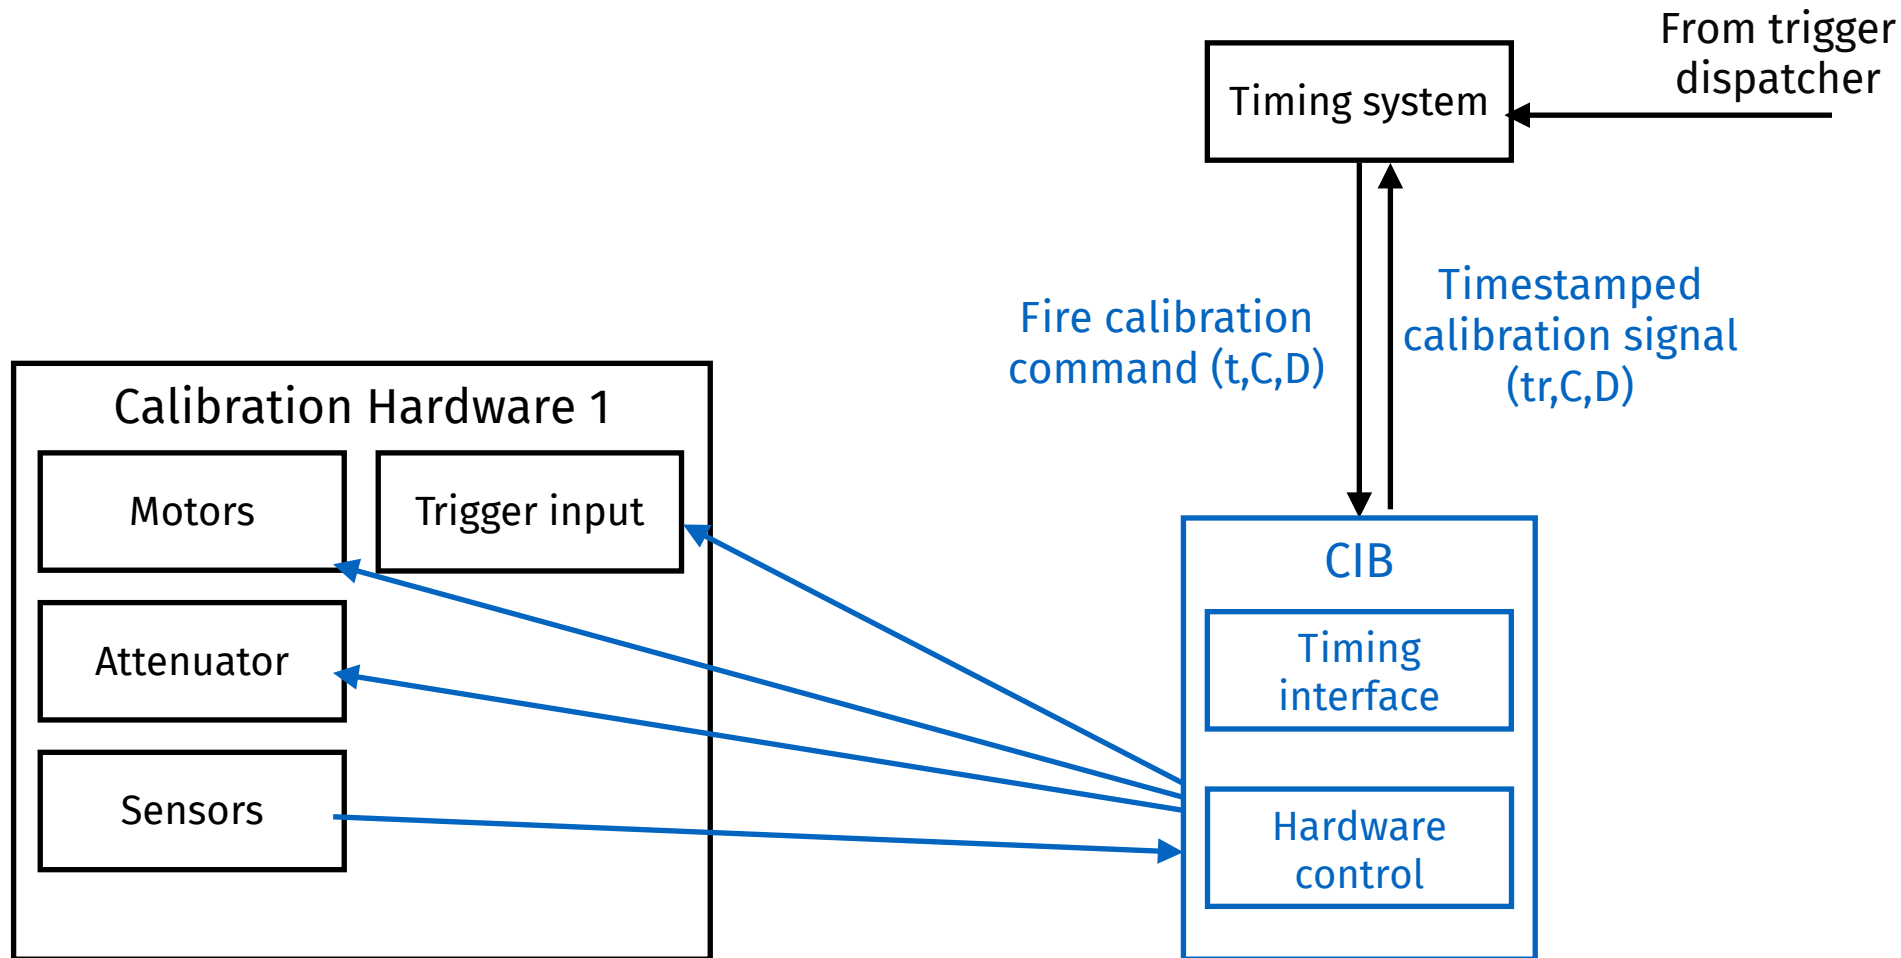 From trigger
dispatcher
Timing system
Fire calibration
command (t,C,D)
Timestamped
calibration signal
(tr,C,D)
Calibration Hardware 1
Motors
Trigger input
Attenuator
Sensors
CIB
Timing
interface
Hardware
control